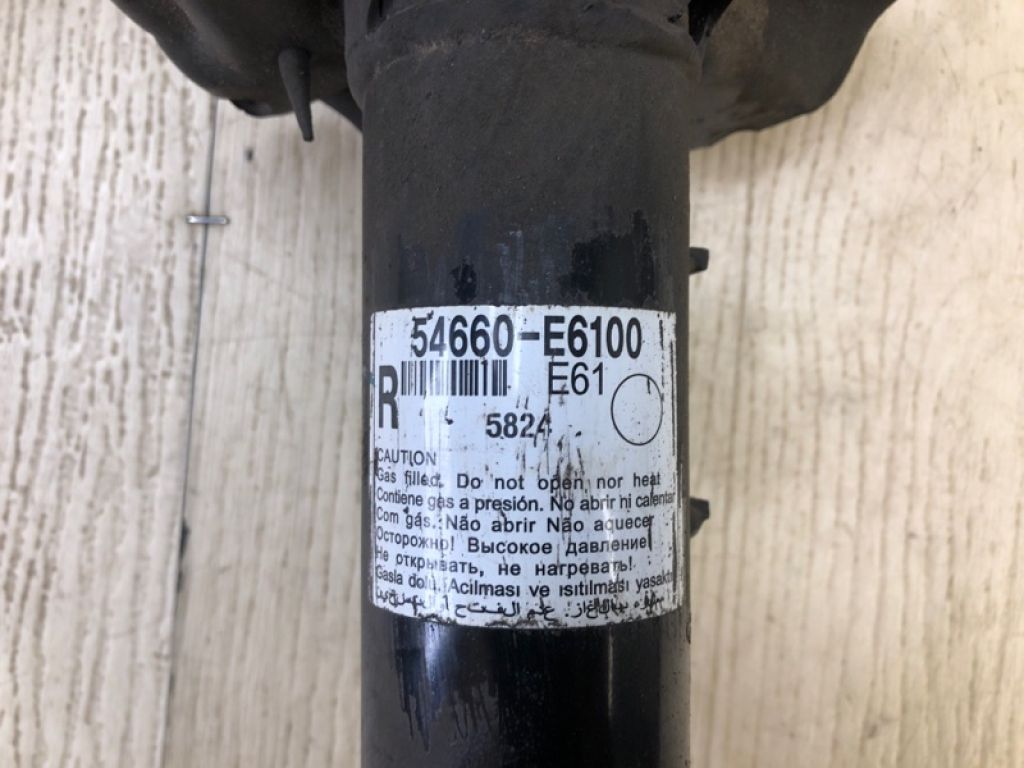 54660-E6100
R E61
5824
CAUTION
Gas filled. Do not open nor heat
Contiene gas a presión. No abrir ni calentar
Com gás. Não abrir Não aquecer
Осторожно! Высокое давление!
Не открывать, не нагревать!
Gasla dolu. Acilması ve ısıtılması yasaktır